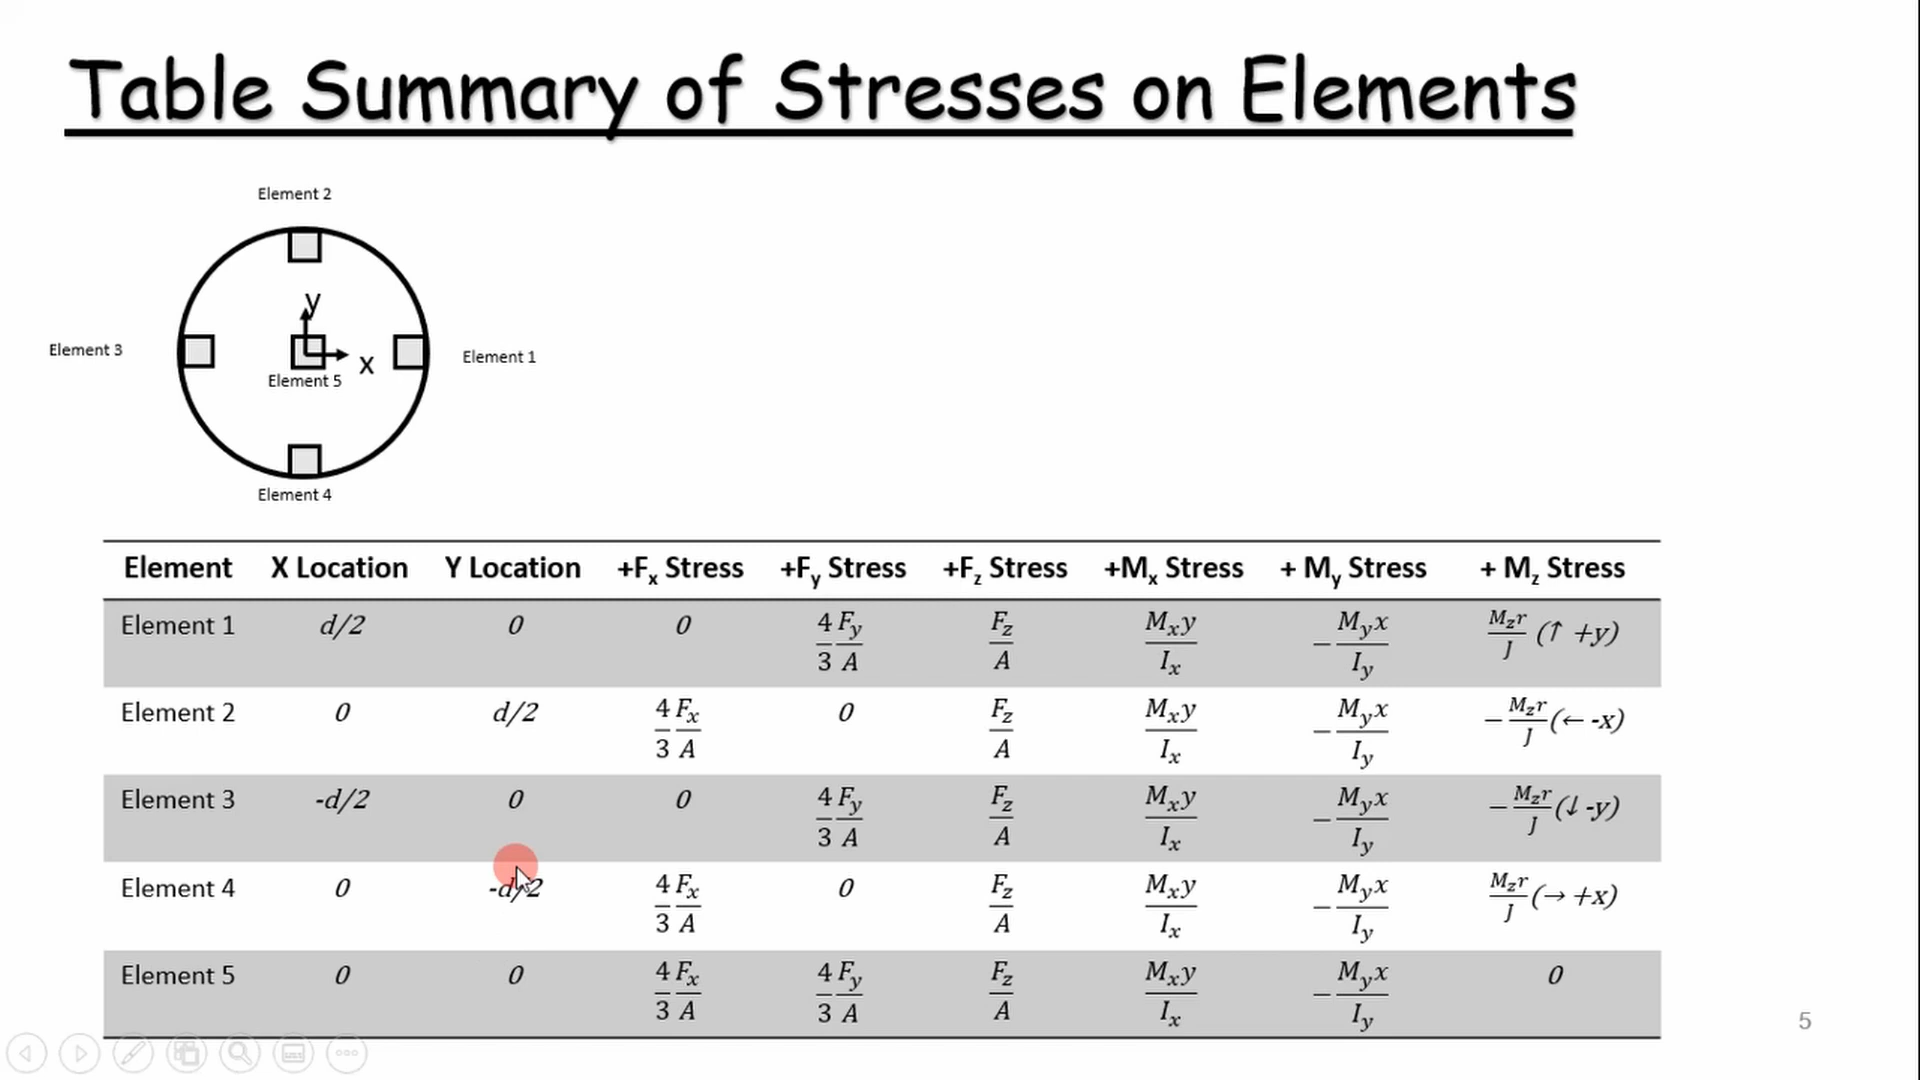 Table Summary of Stresses on Elements
Element 2
y
Element 3
x
Element 1
Element 5
Element 4
Element X Location Y Location +Fx Stress +Fy Stress +Fz Stress +Mx Stress + My Stress + Mz Stress
Element 1 d/2 0 0 4/3 Fy/A Fz/A Mxy/Ix −Myx/Iy Mzr/J (↑ +y)
Element 2 0 d/2 4/3 Fx/A 0 Fz/A Mxy/Ix −Myx/Iy −Mzr/J(← -x)
Element 3 -d/2 0 0 4/3 Fy/A Fz/A Mxy/Ix −Myx/Iy −Mzr/J(↓ -y)
Element 4 0 -d/2 4/3 Fx/A 0 Fz/A Mxy/Ix −Myx/Iy Mzr/J(→ +x)
Element 5 0 0 4/3 Fx/A 4/3 Fy/A Fz/A Mxy/Ix −Myx/Iy 0
5